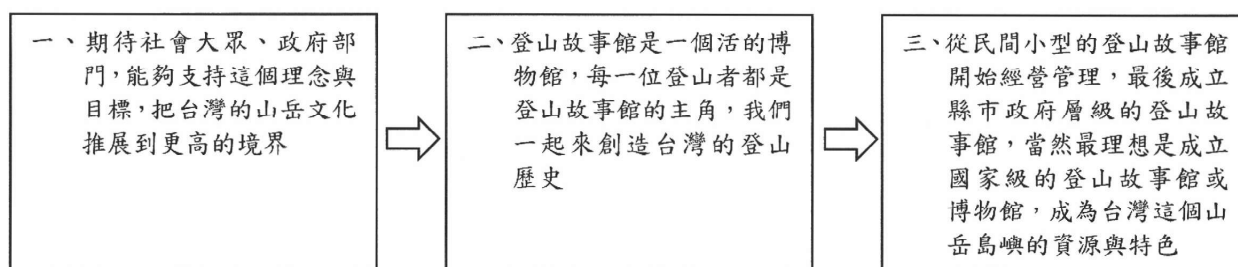 一、期待社會大眾、政府部
門,能夠支持這個理念與
目標,把台灣的山岳文化
推展到更高的境界
二、登山故事館是一個活的博
物館,每一位登山者都是
登山故事館的主角,我們
一起來創造台灣的登山
歷史
三、從民間小型的登山故事館
開始經營管理,最後成立
縣市政府層級的登山故
事館,當然最理想是成立
國家級的登山故事館或
博物館,成為台灣這個山
岳島嶼的資源與特色